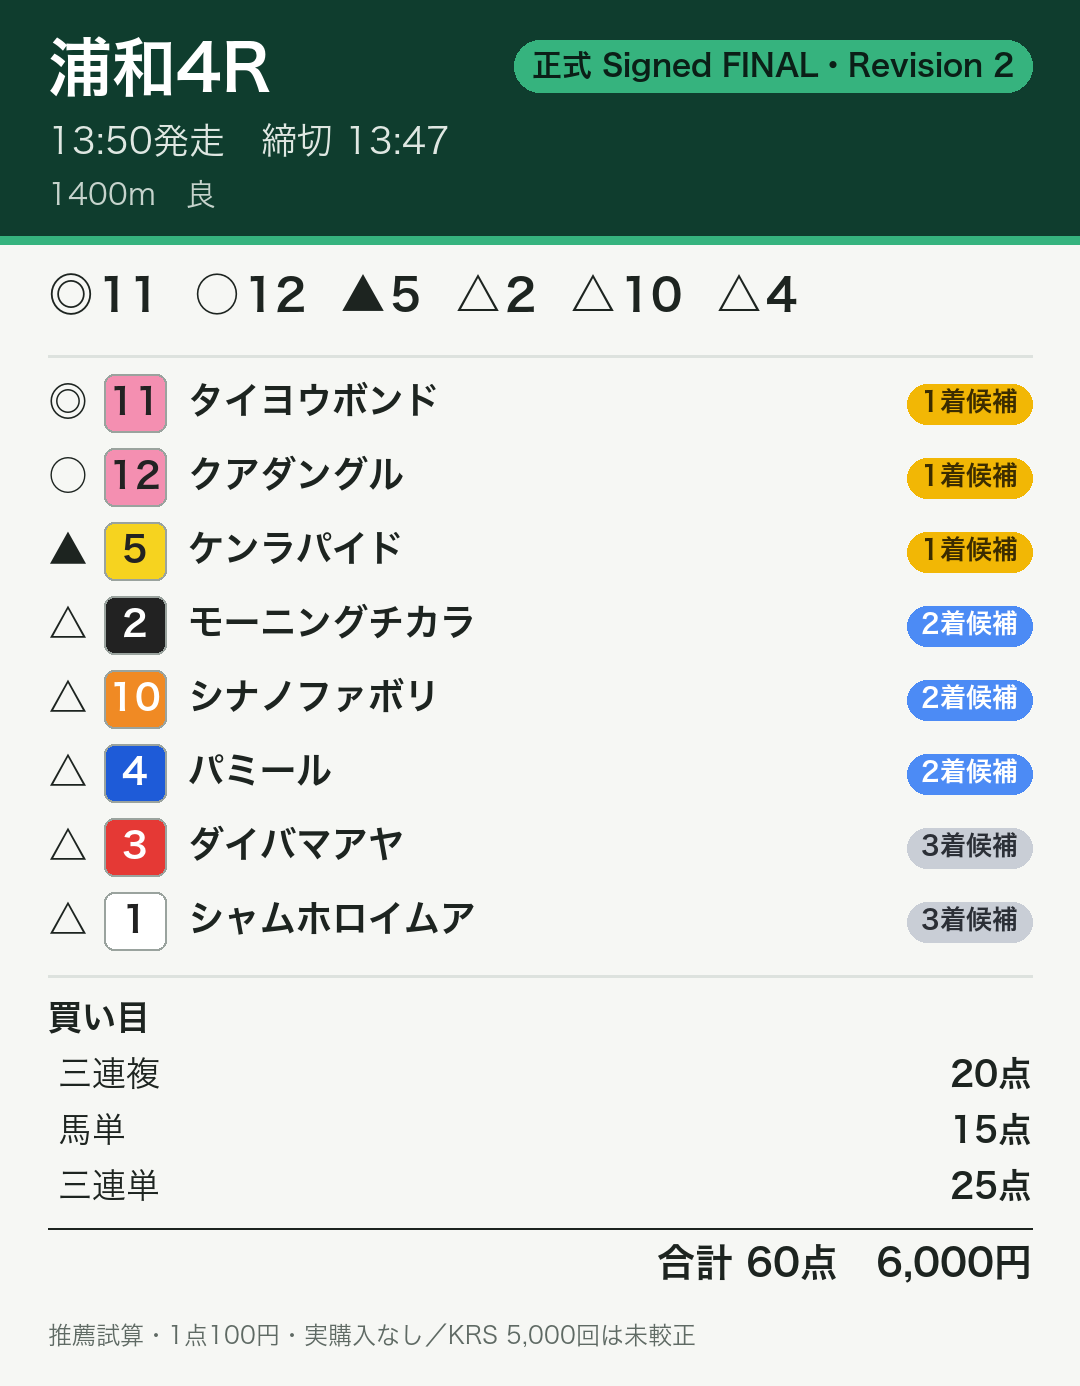 浦和4R 正式 Signed FINAL・Revision 2
13:50発走 締切 13:47
1400m 良
◎11 ○12 ▲5 △2 △10 △4
◎ 11 タイヨウボンド 1着候補
○ 12 クアダングル 1着候補
▲ 5 ケンラパイド 1着候補
△ 2 モーニングチカラ 2着候補
△ 10 シナノファボリ 2着候補
△ 4 パミール 2着候補
△ 3 ダイバマアヤ 3着候補
△ 1 シャムホロイムア 3着候補
買い目
三連複 20点
馬単 15点
三連単 25点
合計 60点 6,000円
推薦試算・1点100円・実購入なし／KRS 5,000回は未較正